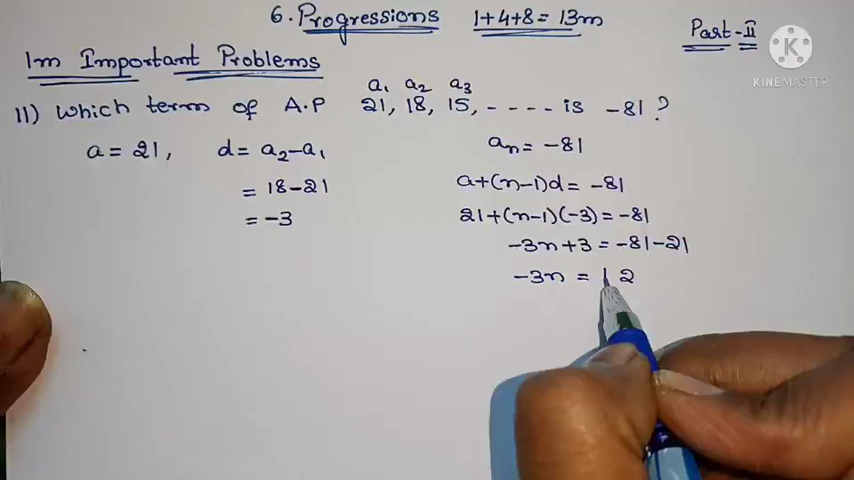 6. Progressions 1+4+8 = 13m
Part-II
K
KINEMASTER
1m Important Problems
a₁ a₂ a₃
11) which term of A.P 21, 18, 15, - - - - is -81 ?
a = 21, d = a₂-a₁
= 18-21
= -3
aₙ = -81
a+(n-1)d = -81
21+(n-1)(-3) = -81
-3n+3 = -81-21
-3n = 1 2